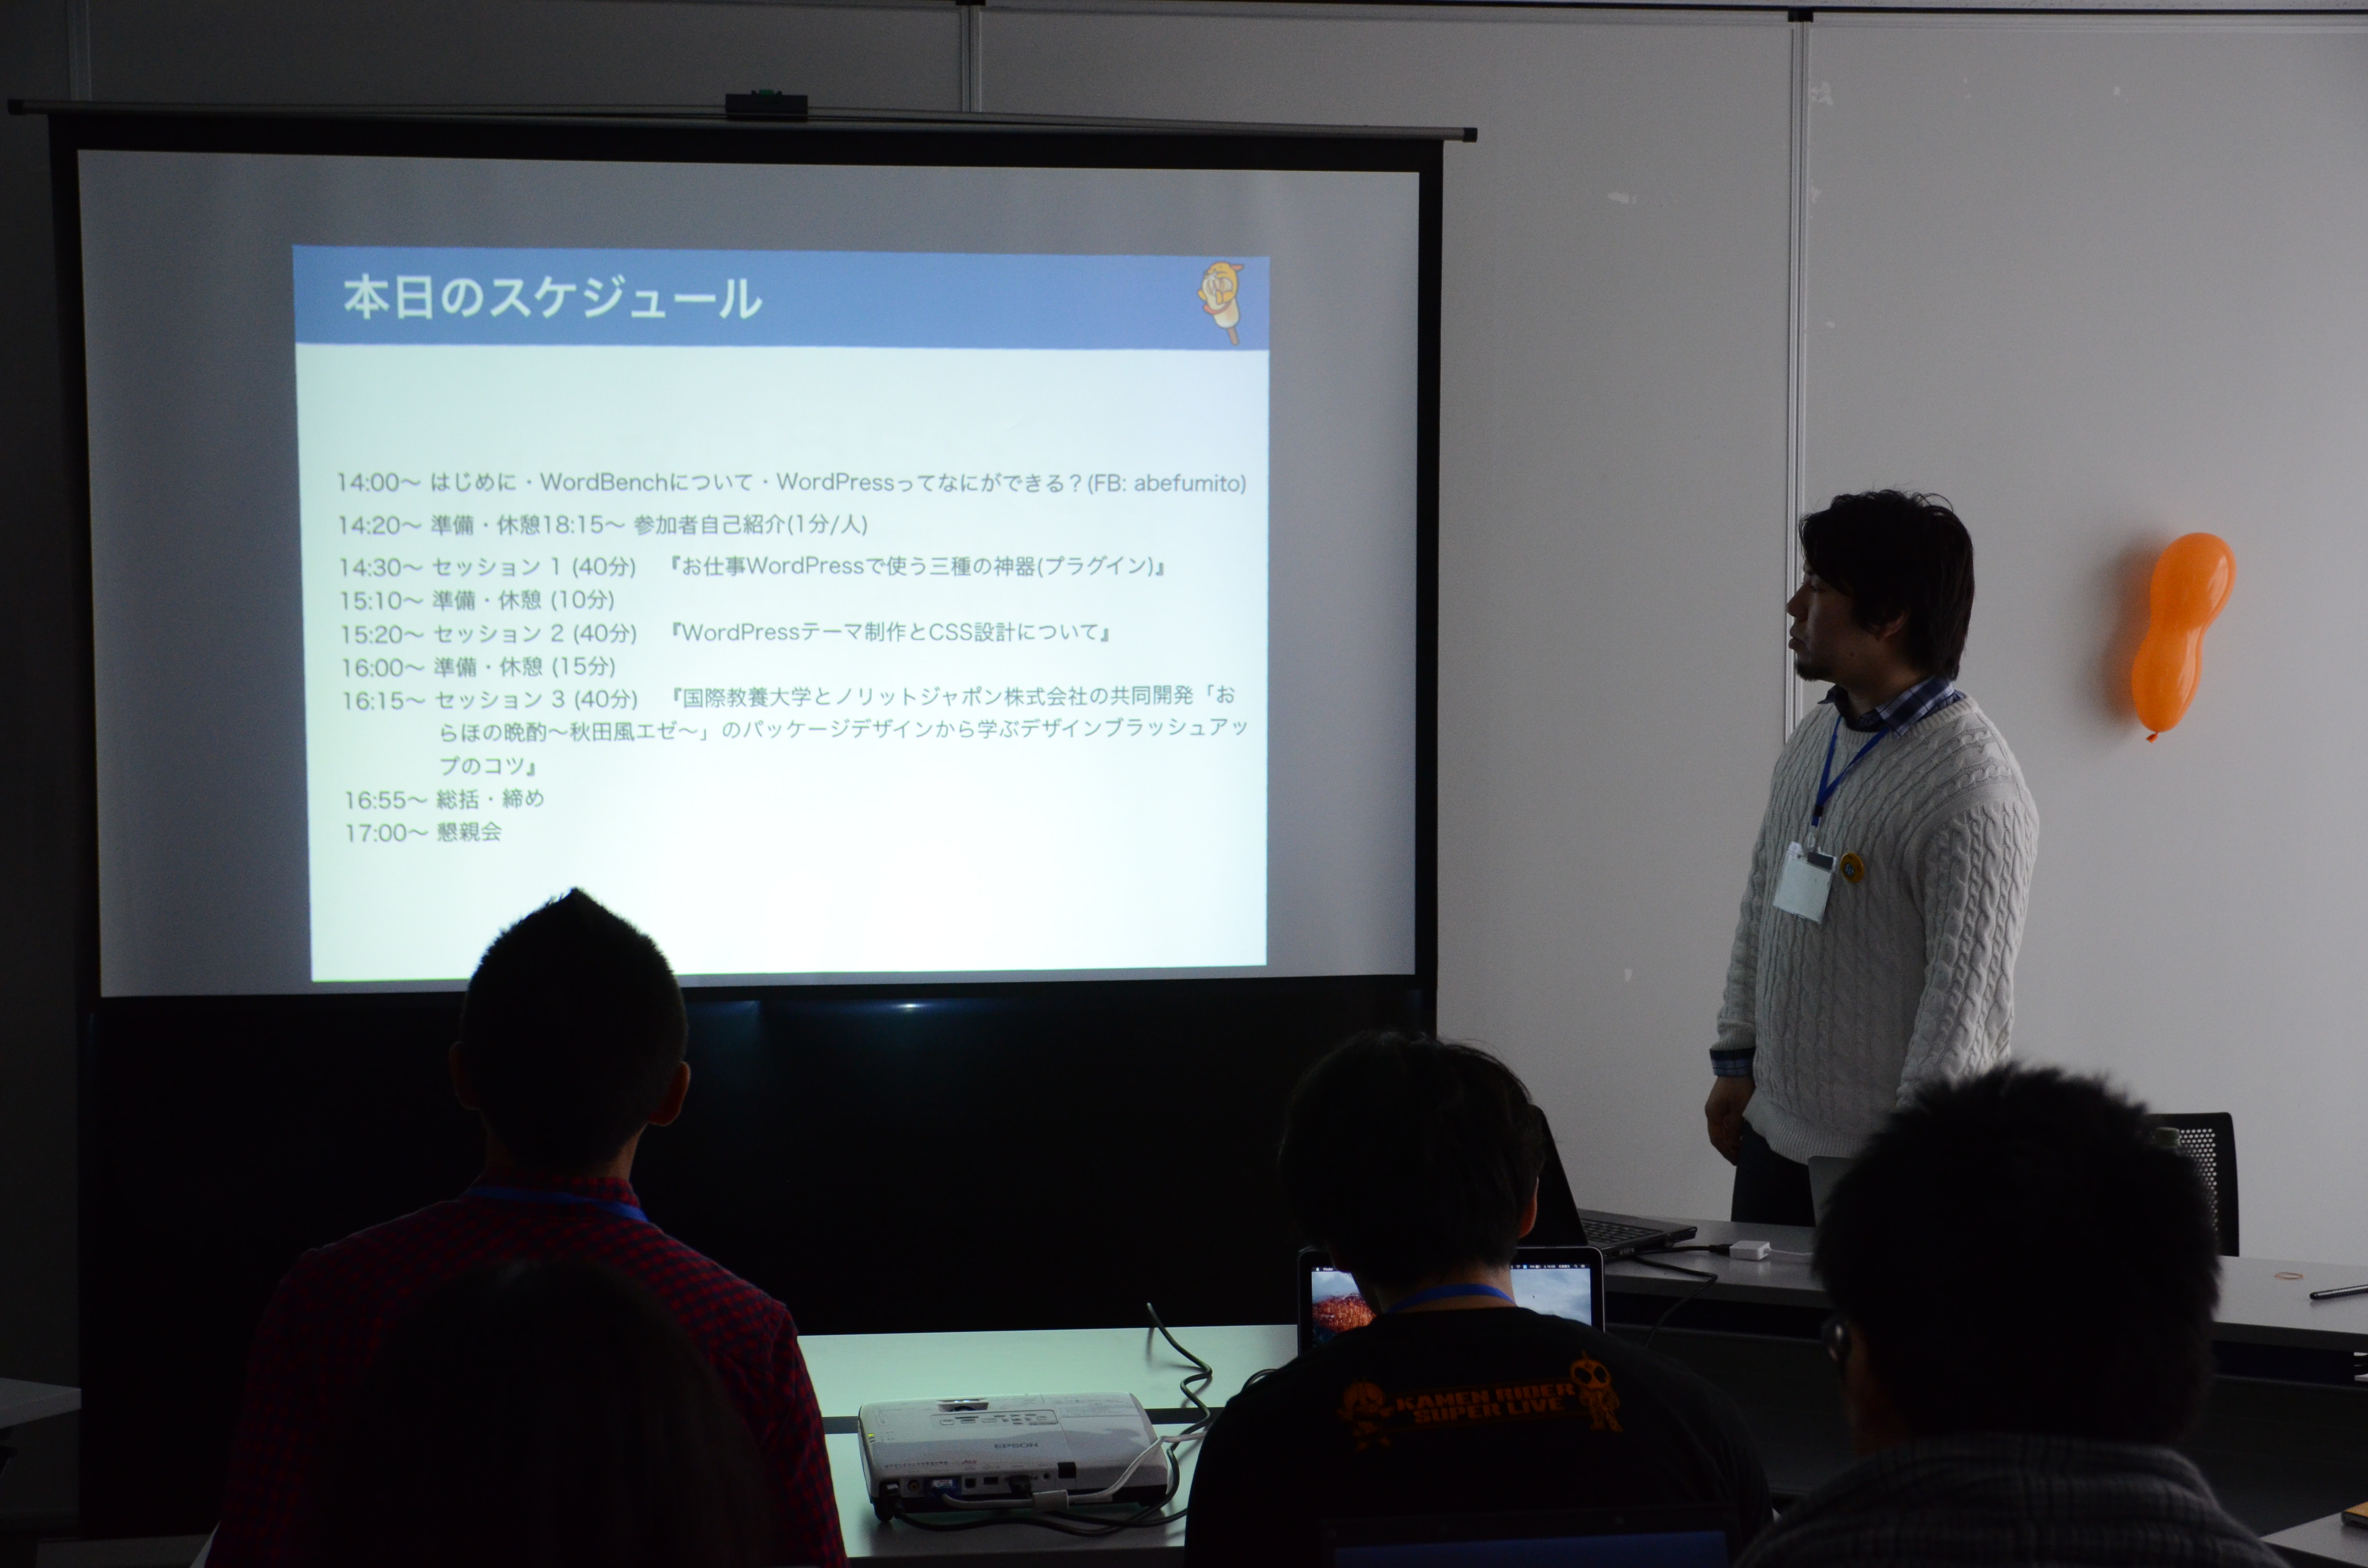 本日のスケジュール
14:00〜 はじめに・WordBenchについて・WordPressってなにができる？(FB: abefumito)
14:20〜 準備・休憩18:15〜 参加者自己紹介(1分/人)
14:30〜 セッション 1 (40分) 『お仕事WordPressで使う三種の神器(プラグイン)』
15:10〜 準備・休憩 (10分)
15:20〜 セッション 2 (40分) 『WordPressテーマ制作とCSS設計について』
16:00〜 準備・休憩 (15分)
16:15〜 セッション 3 (40分) 『国際教養大学とノリットジャポン株式会社の共同開発「お
らほの晩酌〜秋田風エゼ〜」のパッケージデザインから学ぶデザインブラッシュアッ
プのコツ』
16:55〜 総括・締め
17:00〜 懇親会
KAMEN RIDER
SUPER LIVE
EPSON